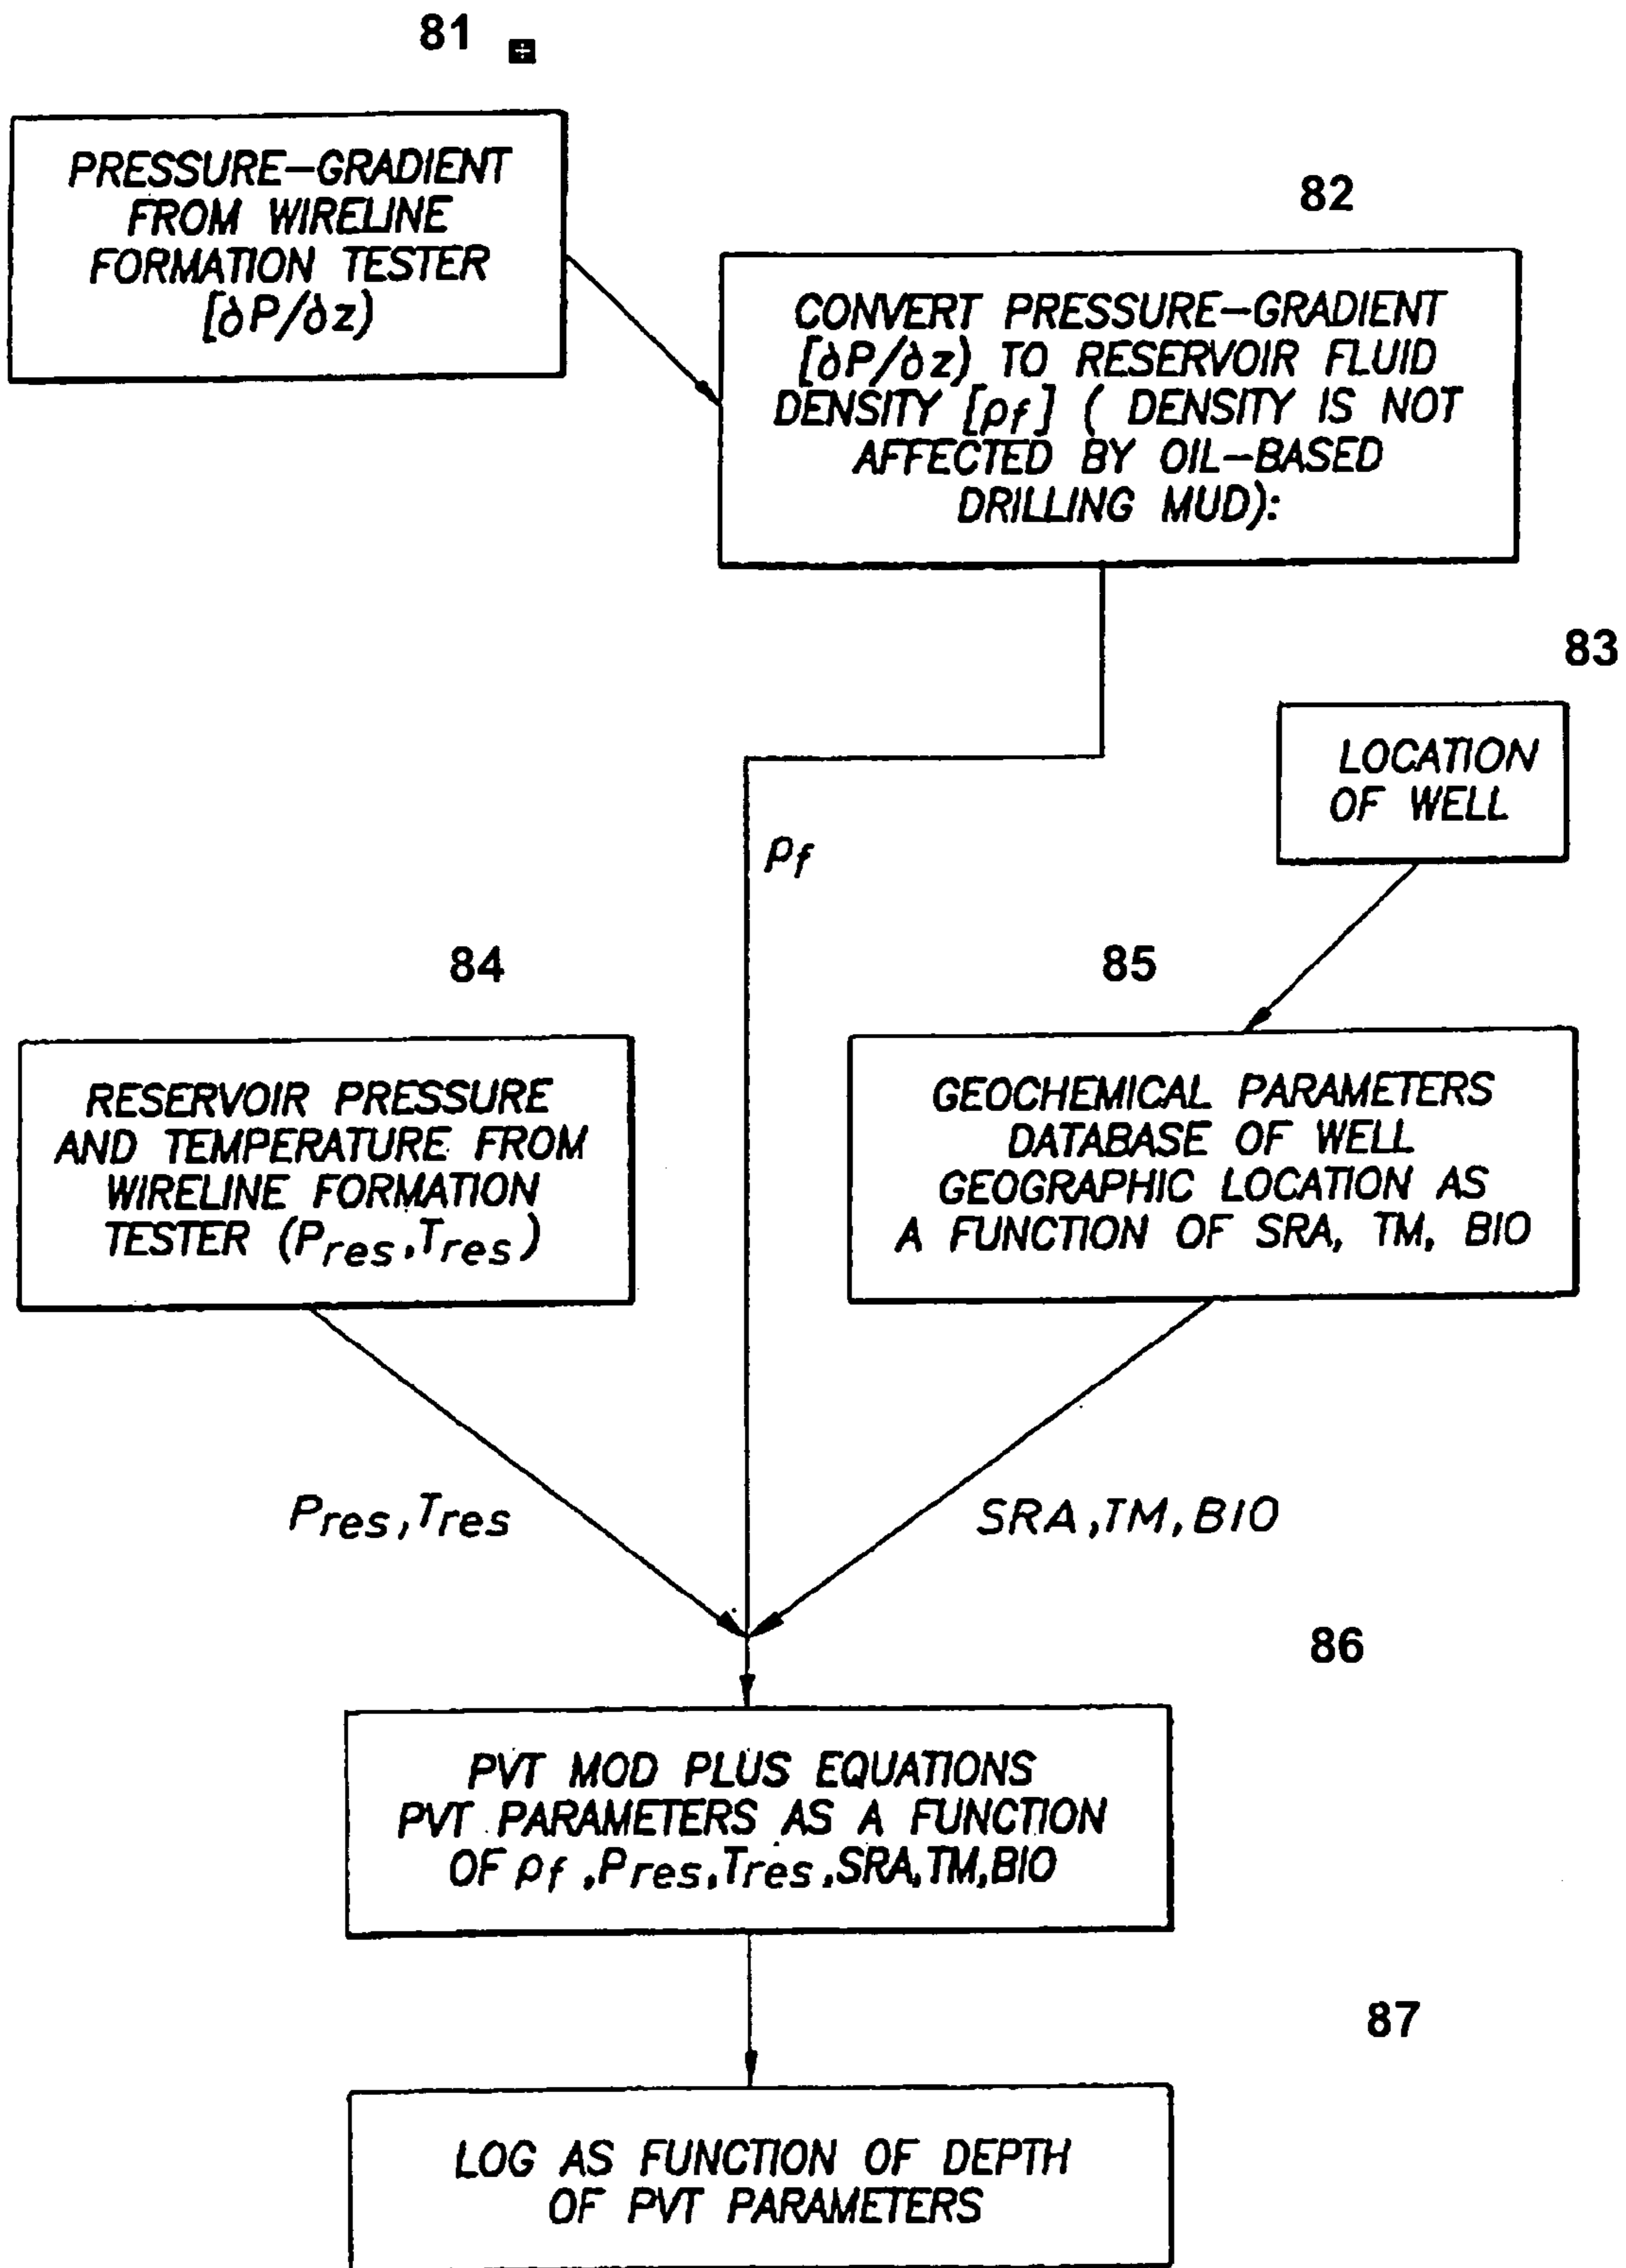 81
PRESSURE-GRADIENT
FROM WIRELINE
FORMATION TESTER
[∂P/∂z)
82
CONVERT PRESSURE-GRADIENT
[∂P/∂z) TO RESERVOIR FLUID
DENSITY [ρf] ( DENSITY IS NOT
AFFECTED BY OIL-BASED
DRILLING MUD):
83
LOCATION
OF WELL
ρf
84
RESERVOIR PRESSURE
AND TEMPERATURE FROM
WIRELINE FORMATION
TESTER (Pres,Tres)
85
GEOCHEMICAL PARAMETERS
DATABASE OF WELL
GEOGRAPHIC LOCATION AS
A FUNCTION OF SRA, TM, BIO
Pres,Tres
SRA,TM,BIO
86
PVT MOD PLUS EQUATIONS
PVT PARAMETERS AS A FUNCTION
OF ρf,Pres,Tres,SRA,TM,BIO
87
LOG AS FUNCTION OF DEPTH
OF PVT PARAMETERS